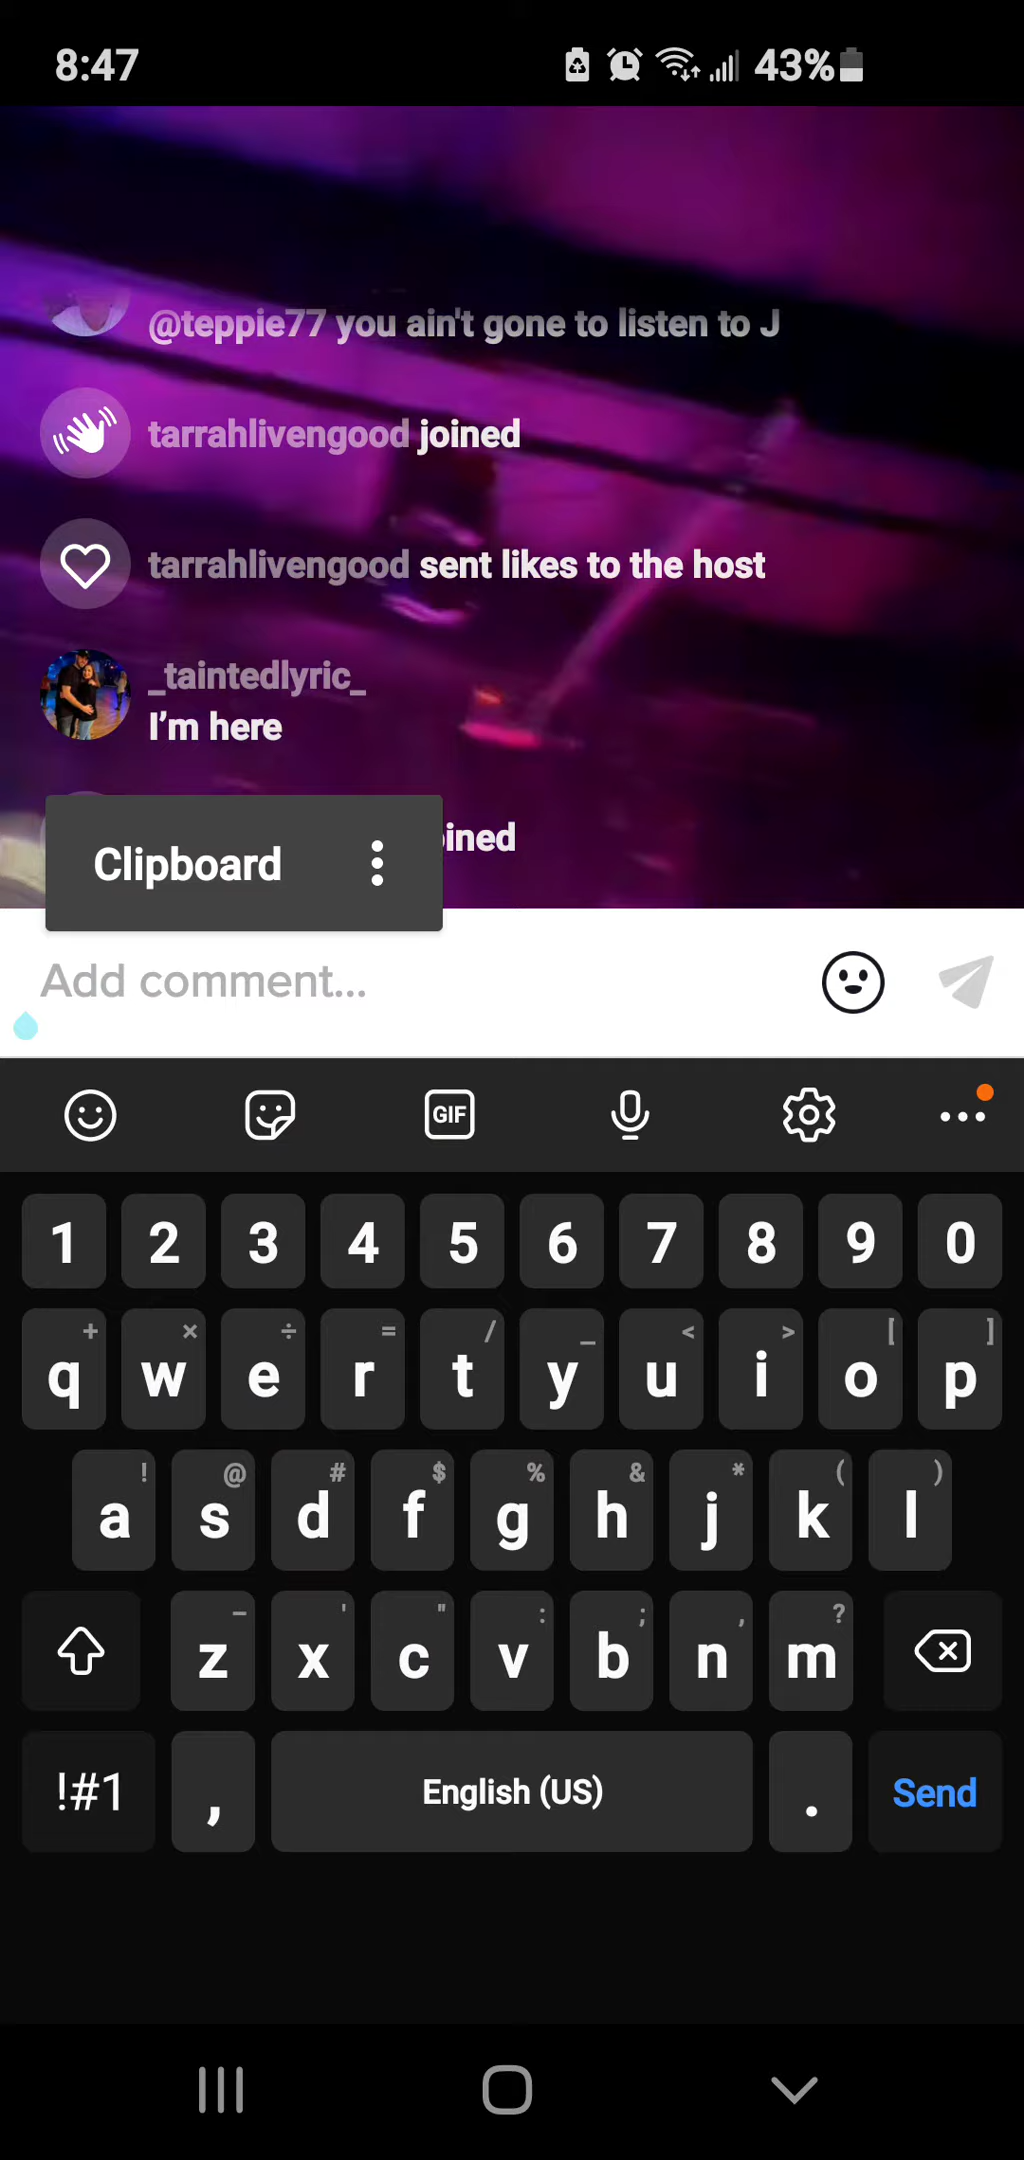 8:47
43%
@teppie77 you ain't gone to listen to J
tarrahlivengood joined
tarrahlivengood sent likes to the host
_taintedlyric_
I’m here
Clipboard
Add comment...
GIF
1 2 3 4 5 6 7 8 9 0
+ × ÷ = / _ < > [ ]
q w e r t y u i o p
! @ # $ % & * ( )
a s d f g h j k l
- ' " : ; , ?
z x c v b n m
!#1 , English (US) . Send